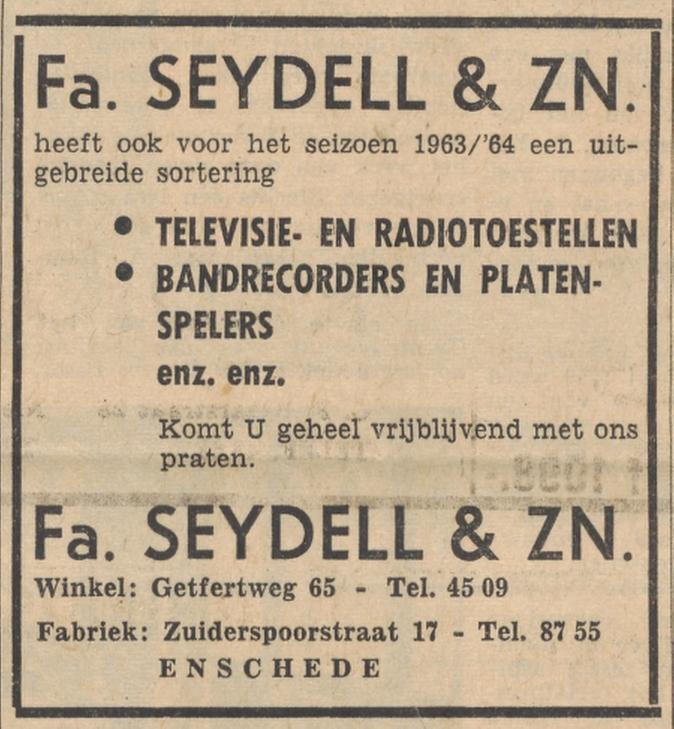 Fa. SEYDELL & ZN.
heeft ook voor het seizoen 1963/'64 een uit-
gebreide sortering
● TELEVISIE- EN RADIOTOESTELLEN
● BANDRECORDERS EN PLATEN-
SPELERS
enz. enz.
Komt U geheel vrijblijvend met ons
praten.
Fa. SEYDELL & ZN.
Winkel: Getfertweg 65 - Tel. 45 09
Fabriek: Zuiderspoorstraat 17 - Tel. 87 55
ENSCHEDE